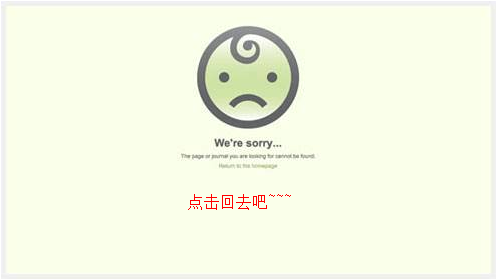 We're sorry...
The page or journal you are looking for cannot be found.
Return to the homepage
点击回去吧~~~